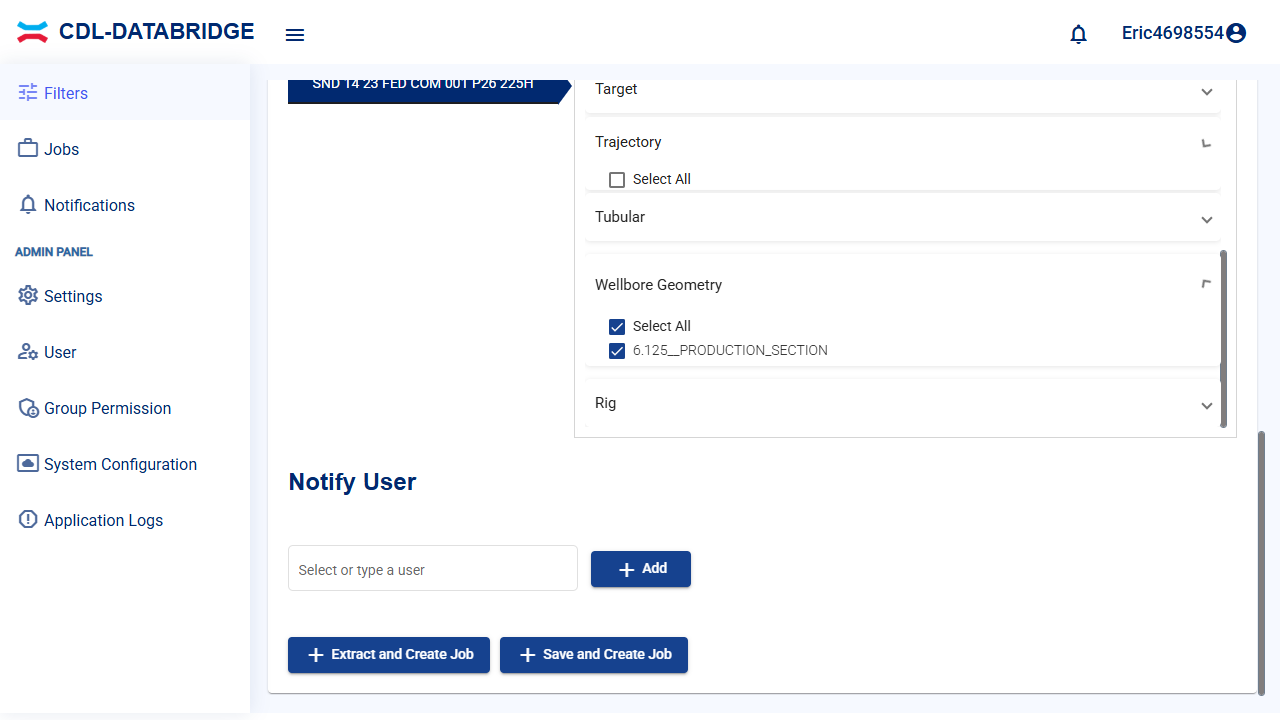 CDL-DATABRIDGE
Eric4698554
Filters
Jobs
Notifications
ADMIN PANEL
Settings
User
Group Permission
System Configuration
Application Logs
SND 14 23 FED COM 001 P26 225H
Target
Trajectory
Select All
Tubular
Wellbore Geometry
Select All
6.125__PRODUCTION_SECTION
Rig
Notify User
Select or type a user
Add
Extract and Create Job
Save and Create Job